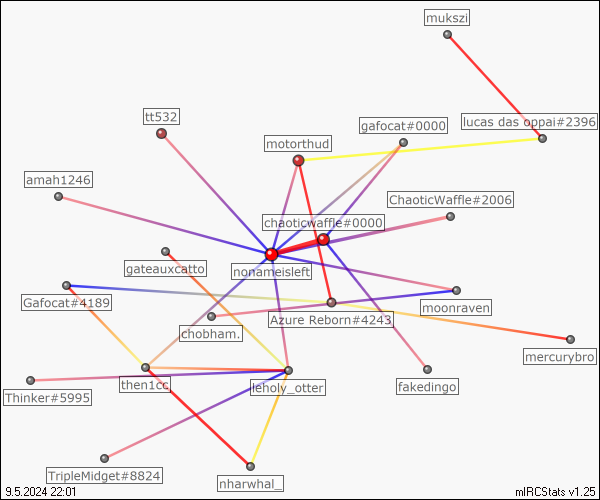 mukszi
lucas das oppai#2396
tt532
gafocat#0000
motorthud
amah1246
ChaoticWaffle#2006
chaoticwaffle#0000
gateauxcatto
nonameisleft
Gafocat#4189
moonraven
Azure Reborn#4243
chobham.
mercurybro
then1cc
leholy_otter
fakedingo
Thinker#5995
TripleMidget#8824
nharwhal_
9.5.2024 22:01
mIRCStats v1.25